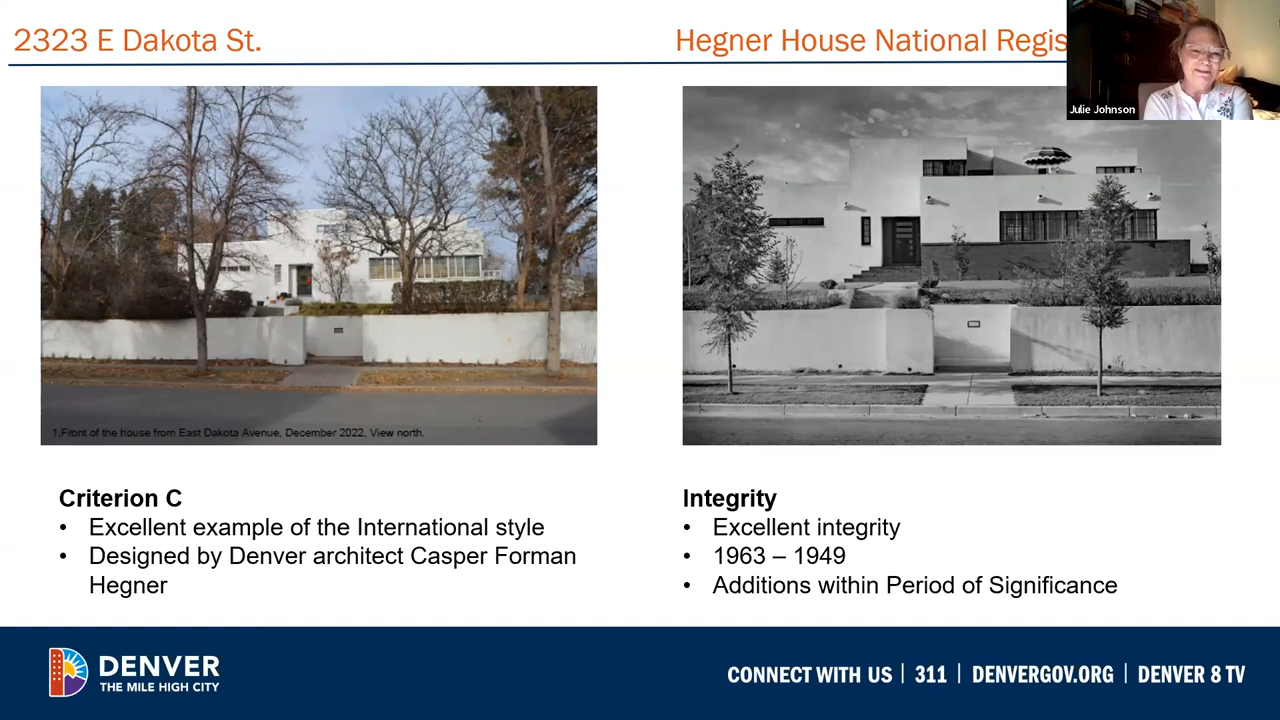 2323 E Dakota St.
Hegner House National Regis
Julie Johnson
1,Front of the house from East Dakota Avenue, December 2022, View north.
Criterion C
• Excellent example of the International style
• Designed by Denver architect Casper Forman
Hegner
Integrity
• Excellent integrity
• 1963 – 1949
• Additions within Period of Significance
DENVER
THE MILE HIGH CITY
CONNECT WITH US | 311 | DENVERGOV.ORG | DENVER 8 TV